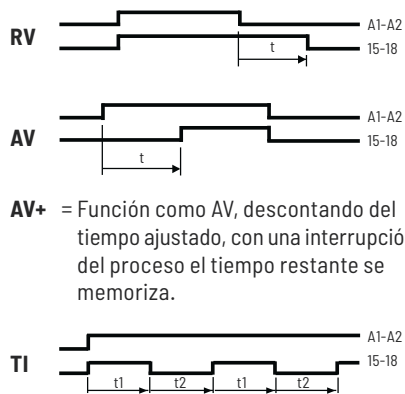 RV
A1-A2
15-18
t
AV
A1-A2
15-18
t
AV+ = Función como AV, descontando del
tiempo ajustado, con una interrupció
del proceso el tiempo restante se
memoriza.
TI
A1-A2
15-18
t1 t2 t1 t2